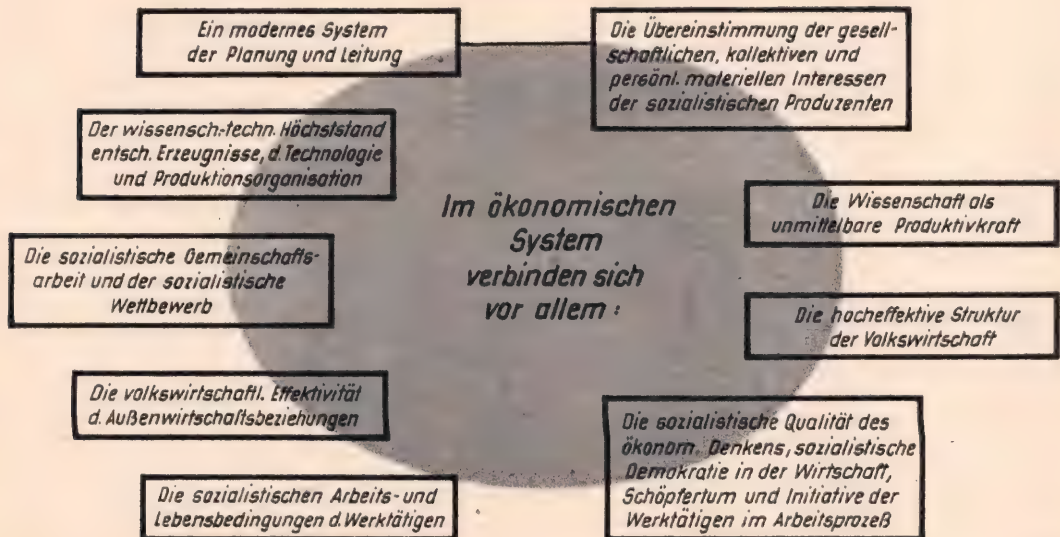 Ein modernes System
der Planung und Leitung
Die Übereinstimmung der gesell-
schaftlichen, kollektiven und
persönl. materiellen Interessen
der sozialistischen Produzenten
Der wissensch.-techn. Höchststand
entsch. Erzeugnisse, d. Technologie
und Produktionsorganisation
Im ökonomischen
System
verbinden sich
vor allem:
Die Wissenschaft als
unmittelbare Produktivkraft
Die sozialistische Gemeinschafts-
arbeit und der sozialistische
Wettbewerb
Die hocheffektive Struktur
der Volkswirtschaft
Die volkswirtschaftl. Effektivität
d. Außenwirtschaftsbeziehungen
Die sozialistische Qualität des
ökonom. Denkens, sozialistische
Demokratie in der Wirtschaft,
Schöpfertum und Initiative der
Werktätigen im Arbeitsprozeß
Die sozialistischen Arbeits- und
Lebensbedingungen d. Werktätigen